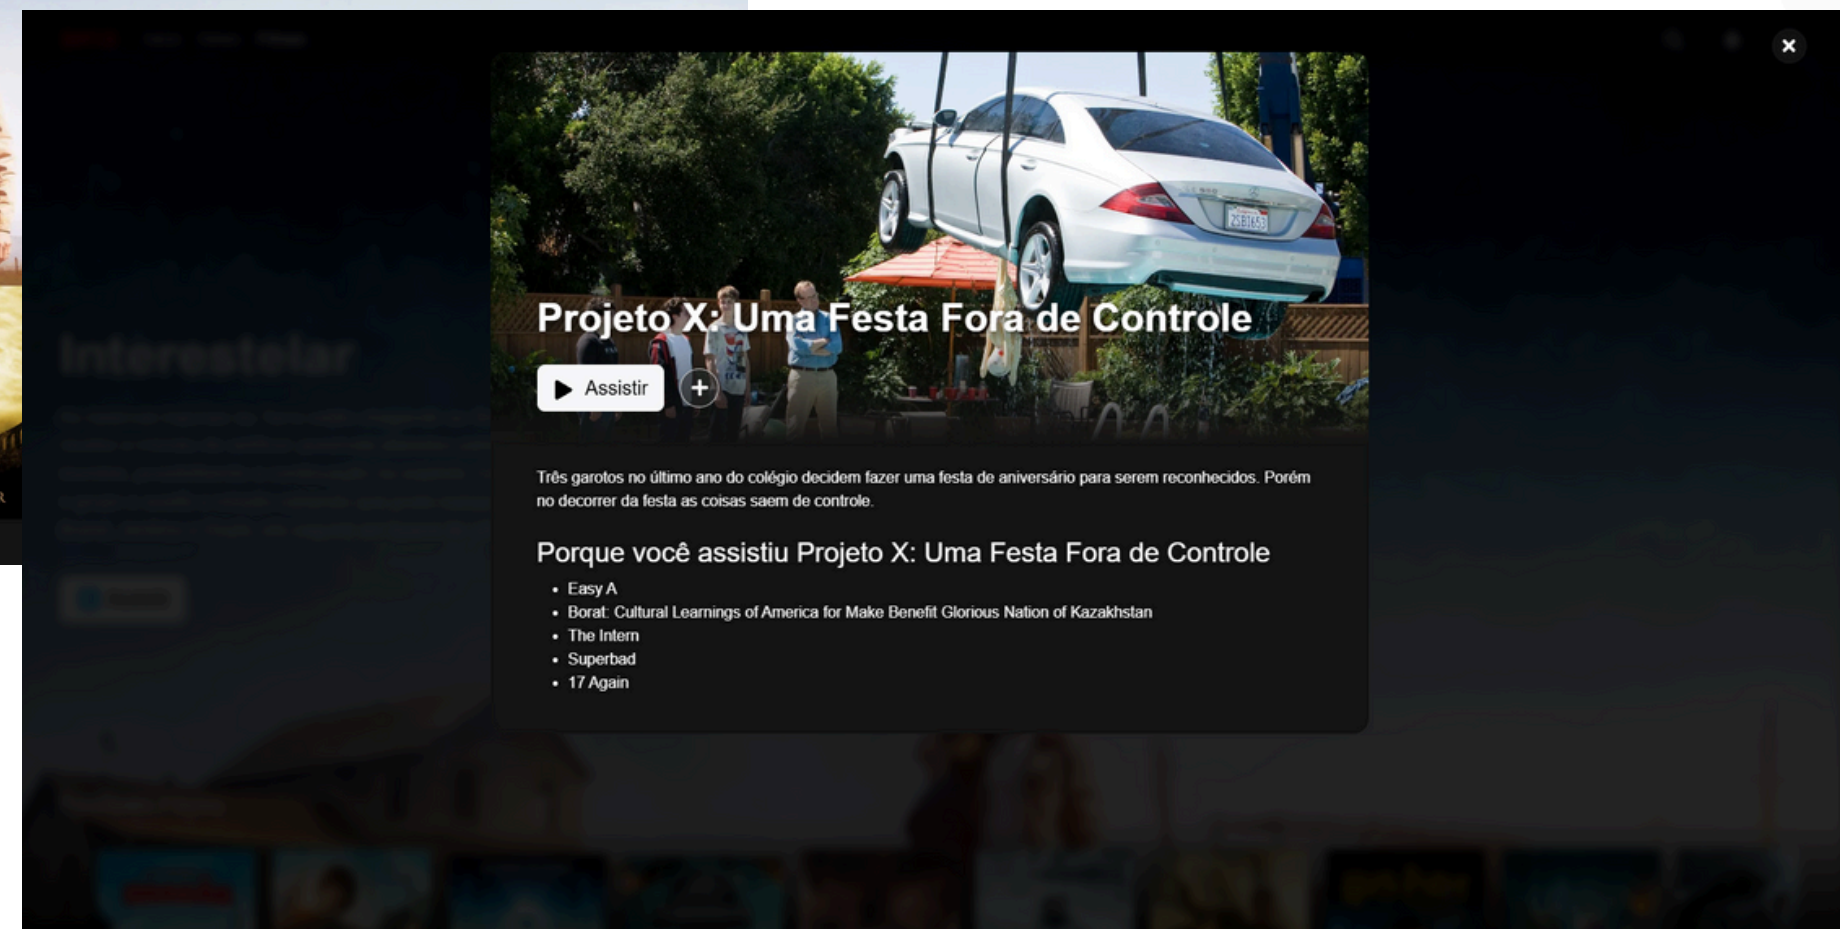 Projeto X: Uma Festa Fora de Controle
Assistir
Três garotos no último ano do colégio decidem fazer uma festa de aniversário para serem reconhecidos. Porém
no decorrer da festa as coisas saem de controle.
Porque você assistiu Projeto X: Uma Festa Fora de Controle
Easy A
Borat: Cultural Learnings of America for Make Benefit Glorious Nation of Kazakhstan
The Intern
Superbad
17 Again
Interestelar
R